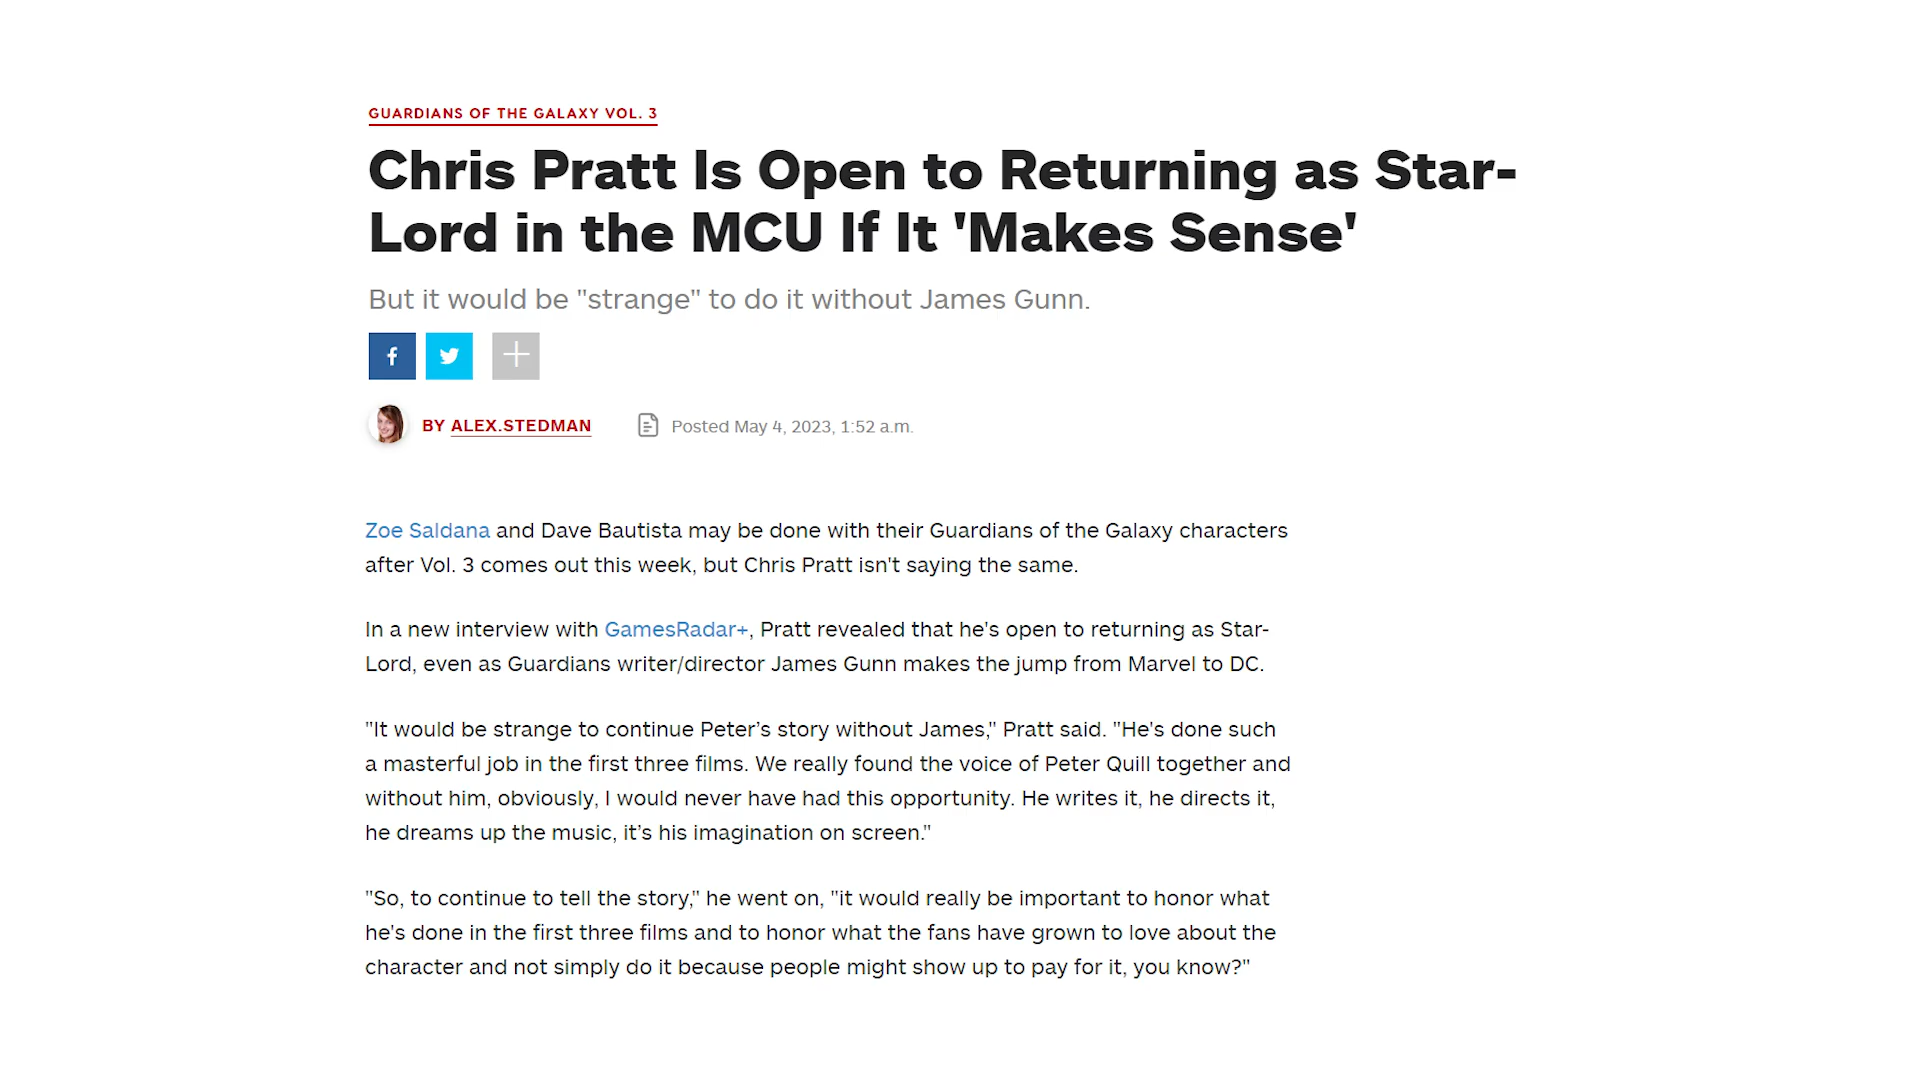 GUARDIANS OF THE GALAXY VOL. 3
Chris Pratt Is Open to Returning as Star-
Lord in the MCU If It 'Makes Sense'
But it would be "strange" to do it without James Gunn.
BY ALEX.STEDMAN Posted May 4, 2023, 1:52 a.m.
Zoe Saldana and Dave Bautista may be done with their Guardians of the Galaxy characters
after Vol. 3 comes out this week, but Chris Pratt isn't saying the same.
In a new interview with GamesRadar+, Pratt revealed that he's open to returning as Star-
Lord, even as Guardians writer/director James Gunn makes the jump from Marvel to DC.
"It would be strange to continue Peter’s story without James," Pratt said. "He's done such
a masterful job in the first three films. We really found the voice of Peter Quill together and
without him, obviously, I would never have had this opportunity. He writes it, he directs it,
he dreams up the music, it’s his imagination on screen."
"So, to continue to tell the story," he went on, "it would really be important to honor what
he's done in the first three films and to honor what the fans have grown to love about the
character and not simply do it because people might show up to pay for it, you know?"